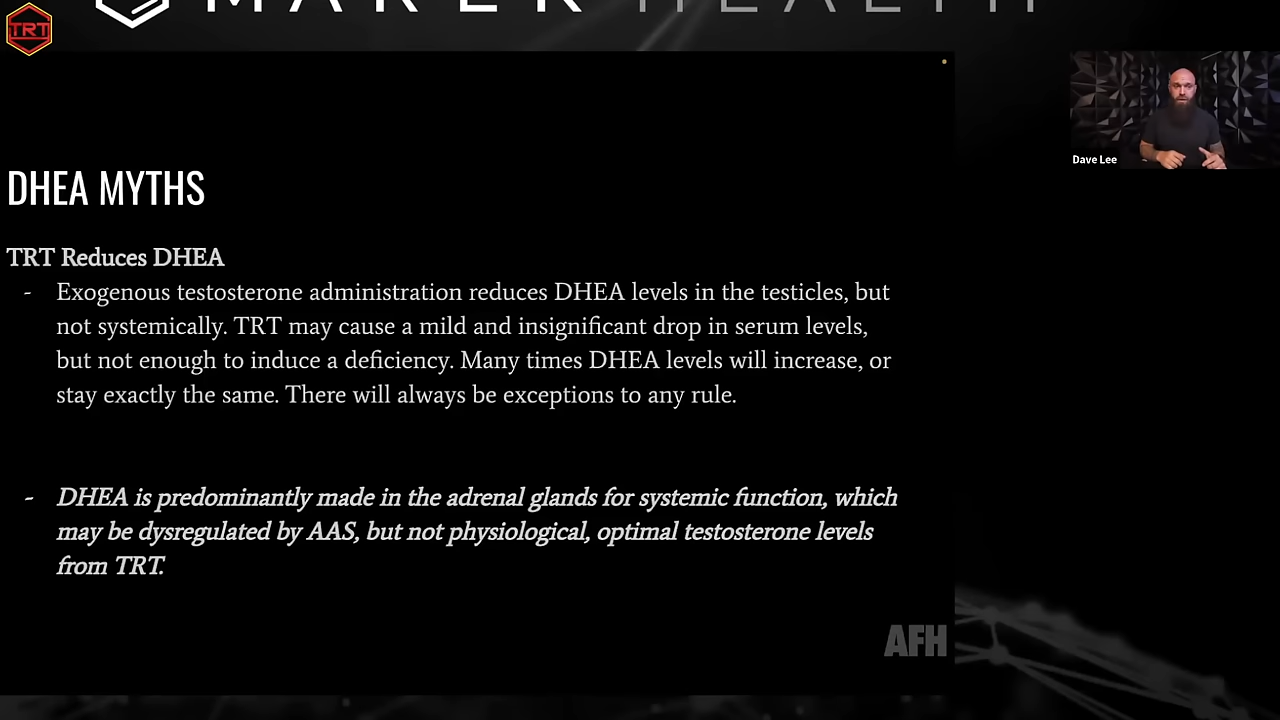 MAKER HEALTH
TRT
Dave Lee
DHEA MYTHS
TRT Reduces DHEA
- Exogenous testosterone administration reduces DHEA levels in the testicles, but
not systemically. TRT may cause a mild and insignificant drop in serum levels,
but not enough to induce a deficiency. Many times DHEA levels will increase, or
stay exactly the same. There will always be exceptions to any rule.
- DHEA is predominantly made in the adrenal glands for systemic function, which
may be dysregulated by AAS, but not physiological, optimal testosterone levels
from TRT.
AFH